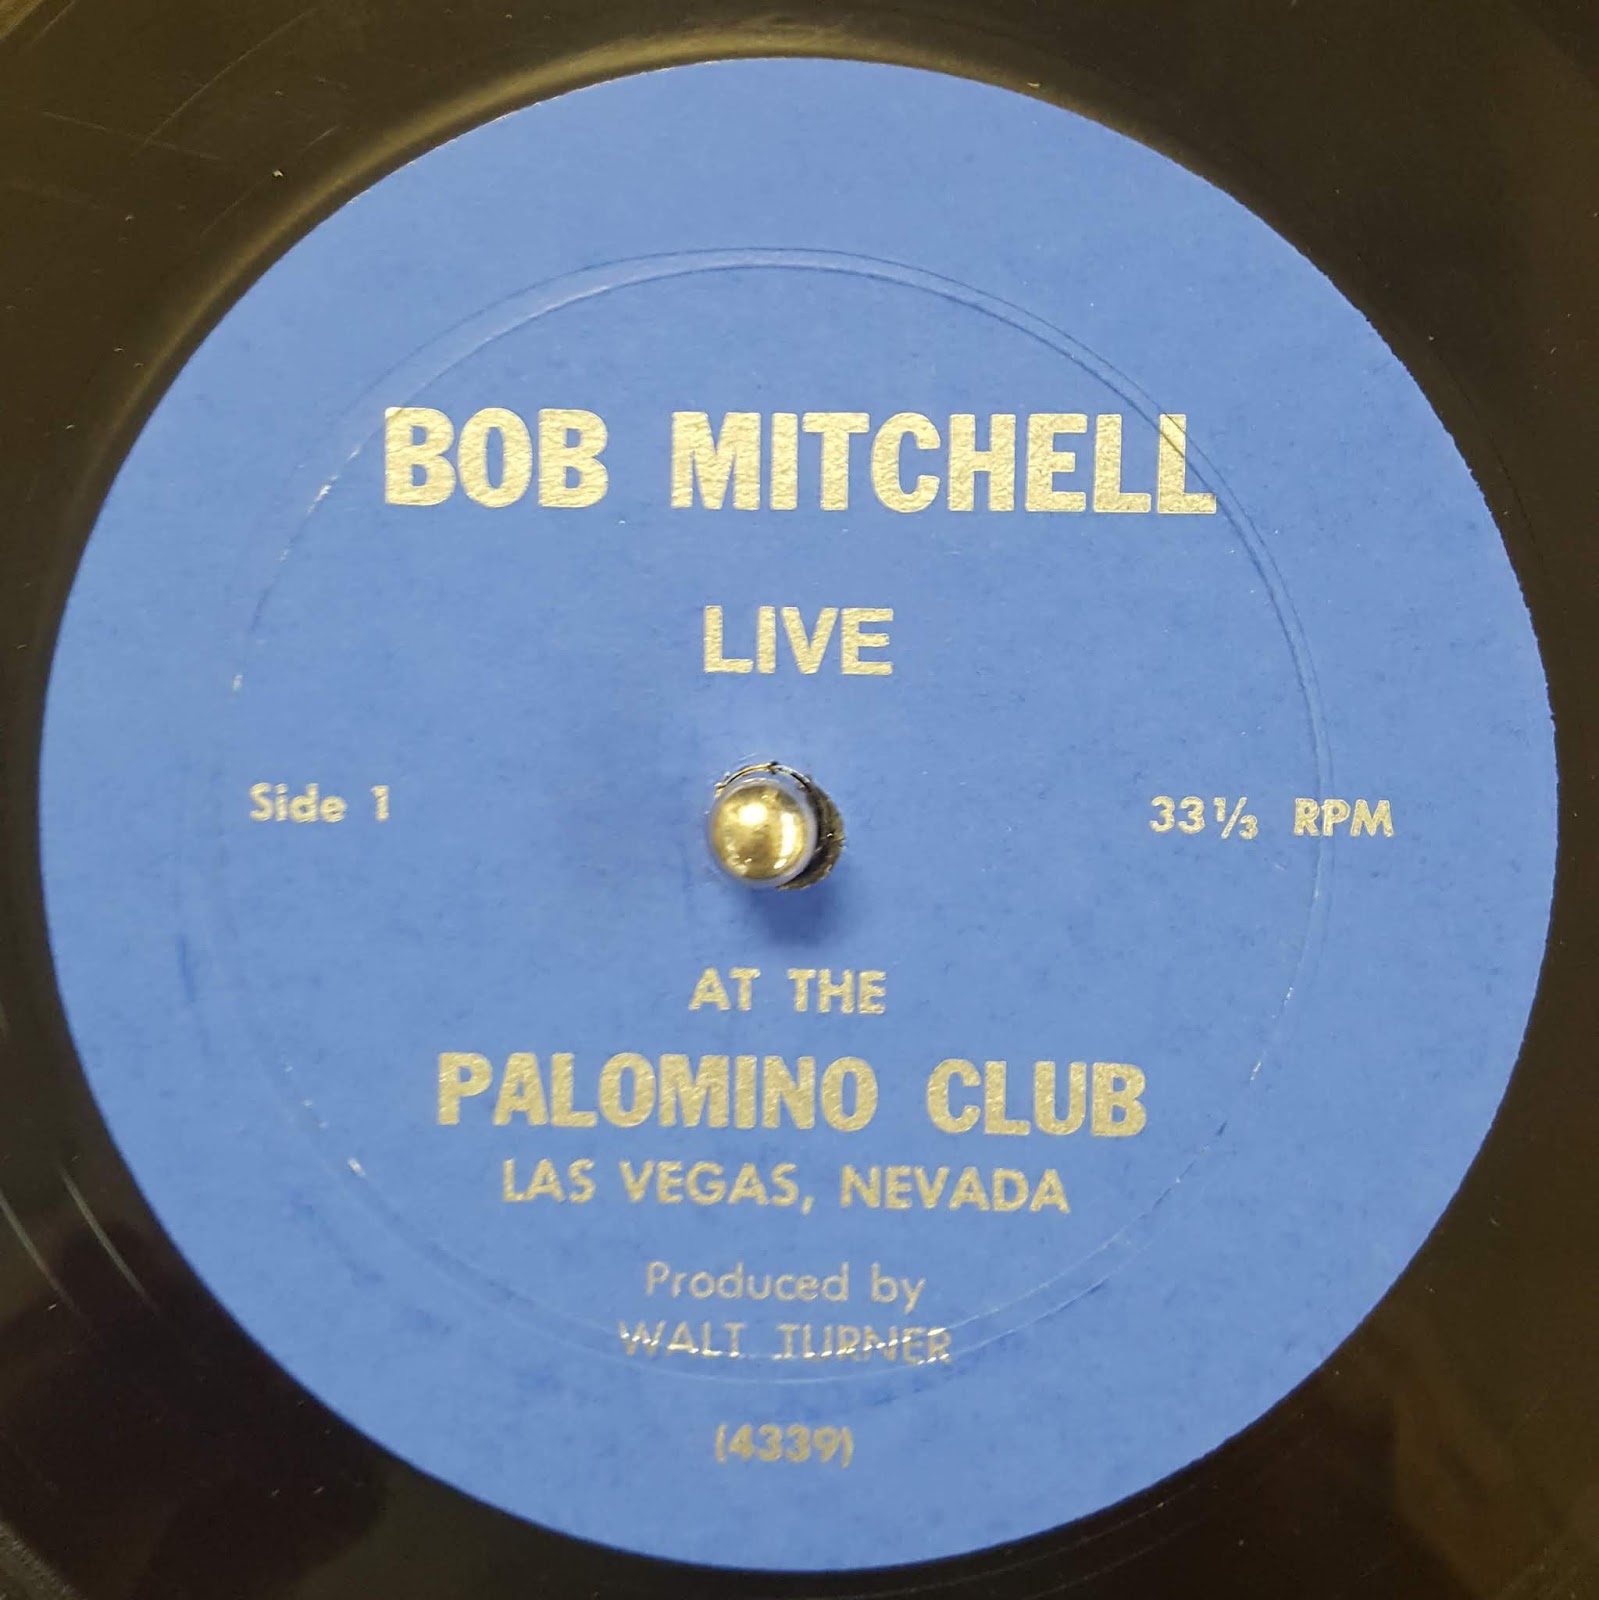 BOB MITCHELL
LIVE
Side 1
33⅓ RPM
AT THE
PALOMINO CLUB
LAS VEGAS, NEVADA
Produced by
WALT TURNER
(4339)